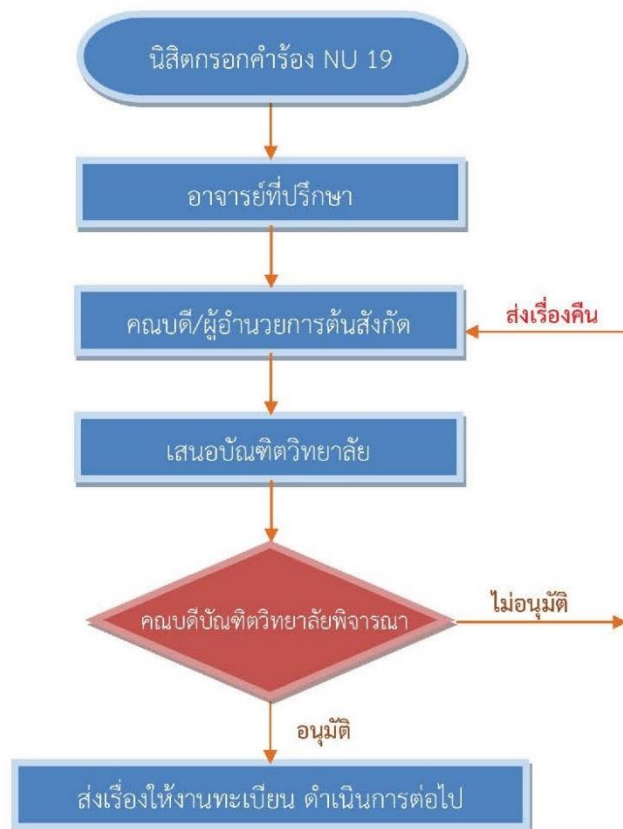 นิสิตกรอกคำร้อง NU 19
อาจารย์ที่ปรึกษา
คณบดี/ผู้อำนวยการต้นสังกัด
ส่งเรื่องคืน
เสนอบัณฑิตวิทยาลัย
คณบดีบัณฑิตวิทยาลัยพิจารณา
ไม่อนุมัติ
อนุมัติ
ส่งเรื่องให้งานทะเบียน ดำเนินการต่อไป